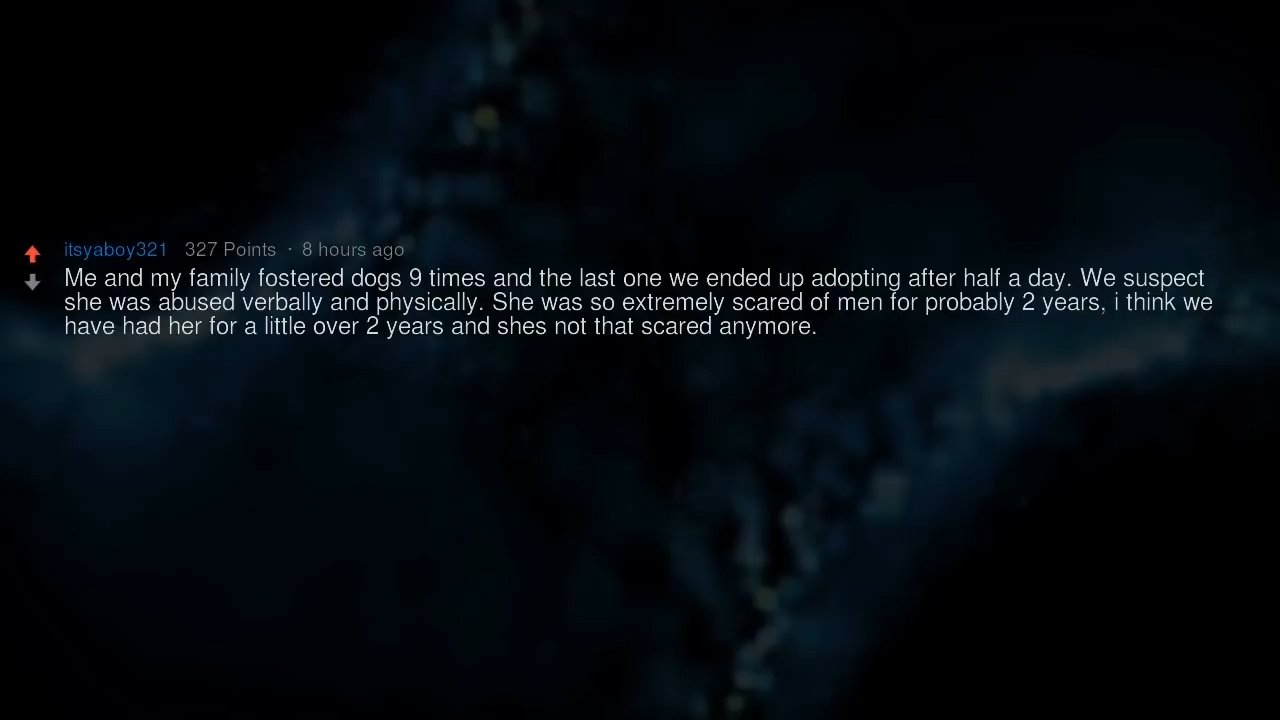 itsyaboy321 327 Points · 8 hours ago
Me and my family fostered dogs 9 times and the last one we ended up adopting after half a day. We suspect
she was abused verbally and physically. She was so extremely scared of men for probably 2 years, i think we
have had her for a little over 2 years and shes not that scared anymore.